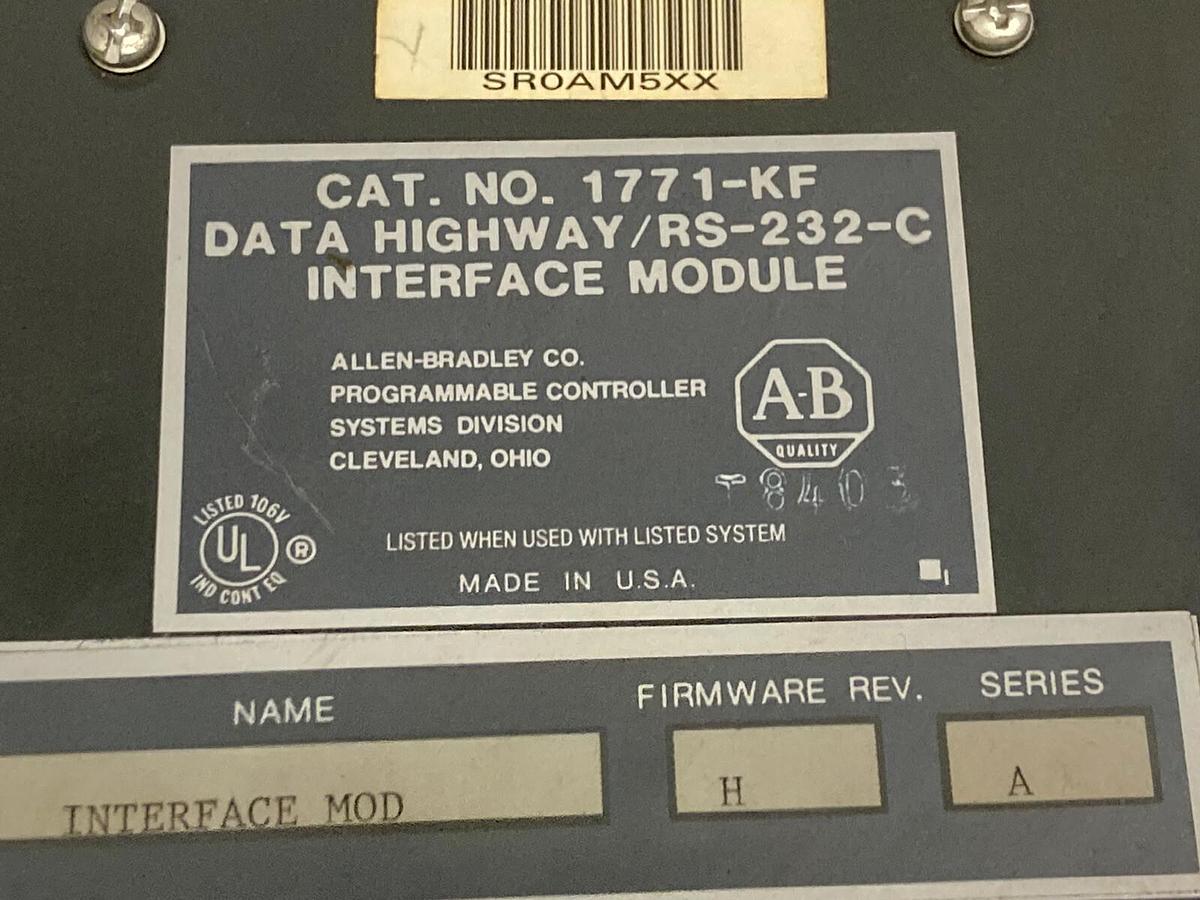 SR0AM5XX
CAT. NO. 1771-KF
DATA HIGHWAY/RS-232-C
INTERFACE MODULE
ALLEN-BRADLEY CO.
PROGRAMMABLE CONTROLLER
SYSTEMS DIVISION
CLEVELAND, OHIO
A-B
QUALITY
T 8403
LISTED 106V
UL ®
IND CONT EQ
LISTED WHEN USED WITH LISTED SYSTEM
MADE IN U.S.A.
NAME
FIRMWARE REV.
SERIES
INTERFACE MOD
H
A